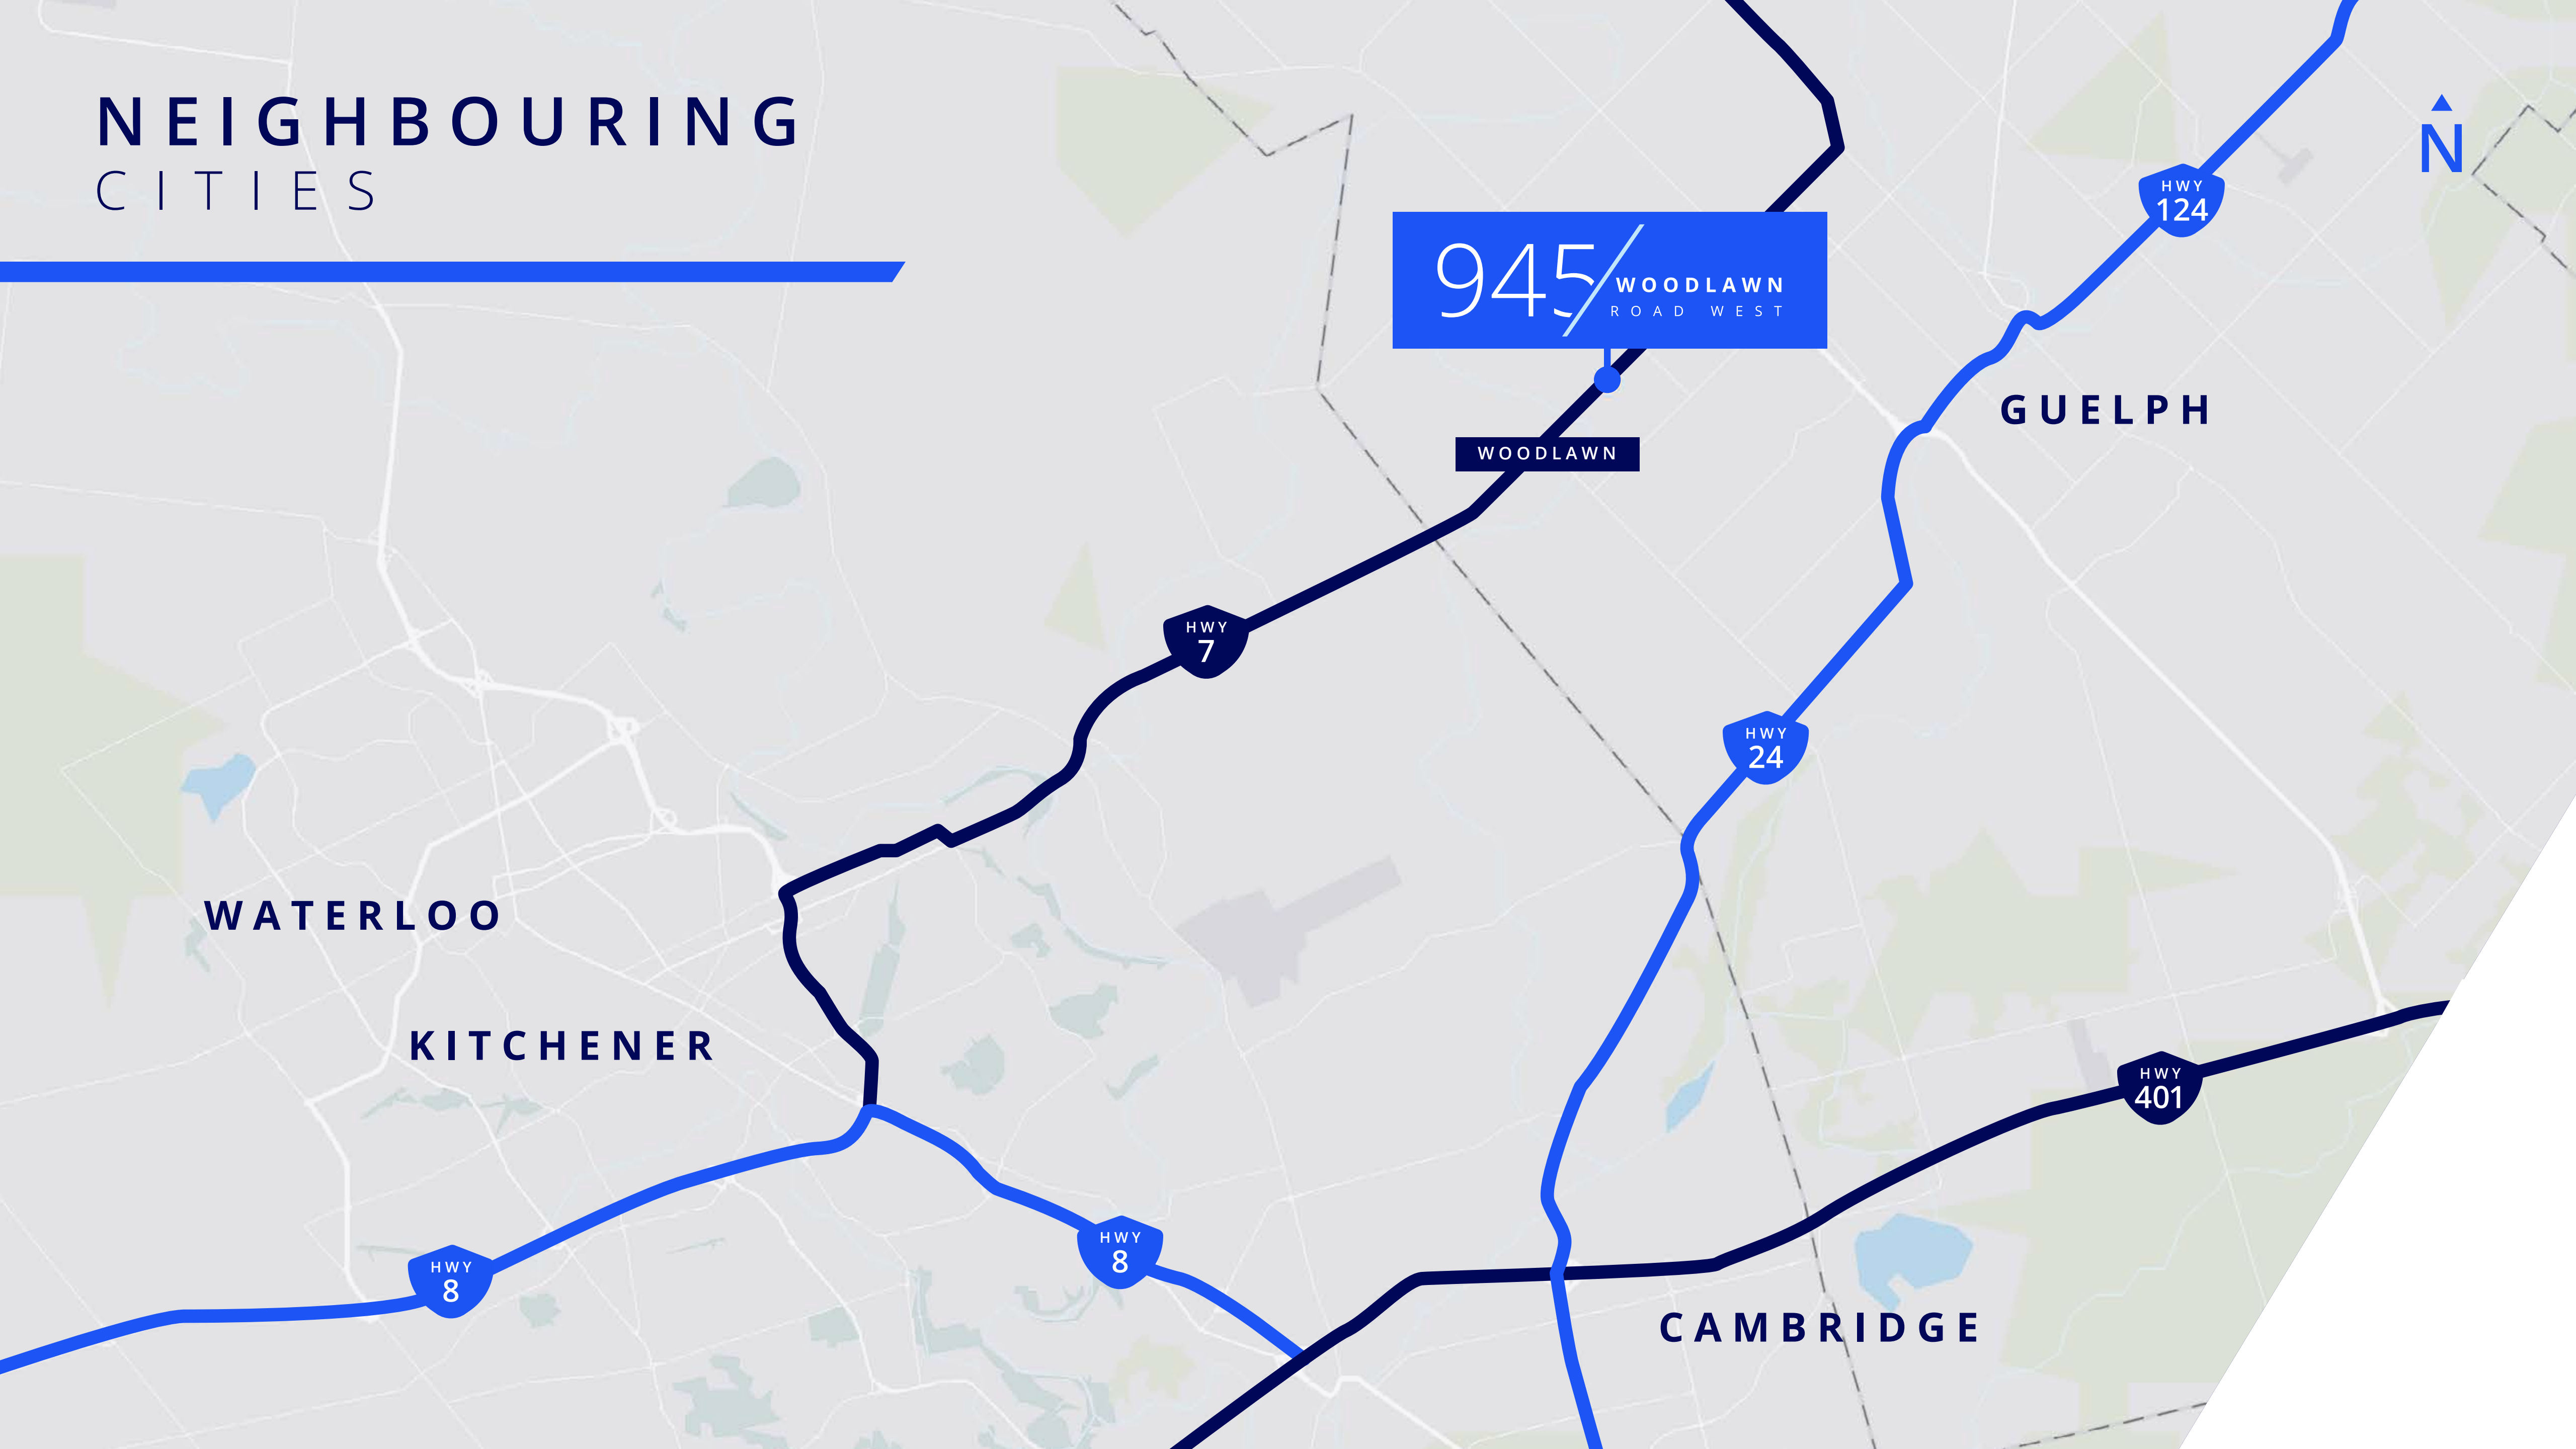 NEIGHBOURING
CITIES
N
HWY
124
945 WOODLAWN
ROAD WEST
GUELPH
WOODLAWN
HWY
7
HWY
24
WATERLOO
KITCHENER
HWY
401
HWY
8
HWY
8
CAMBRIDGE